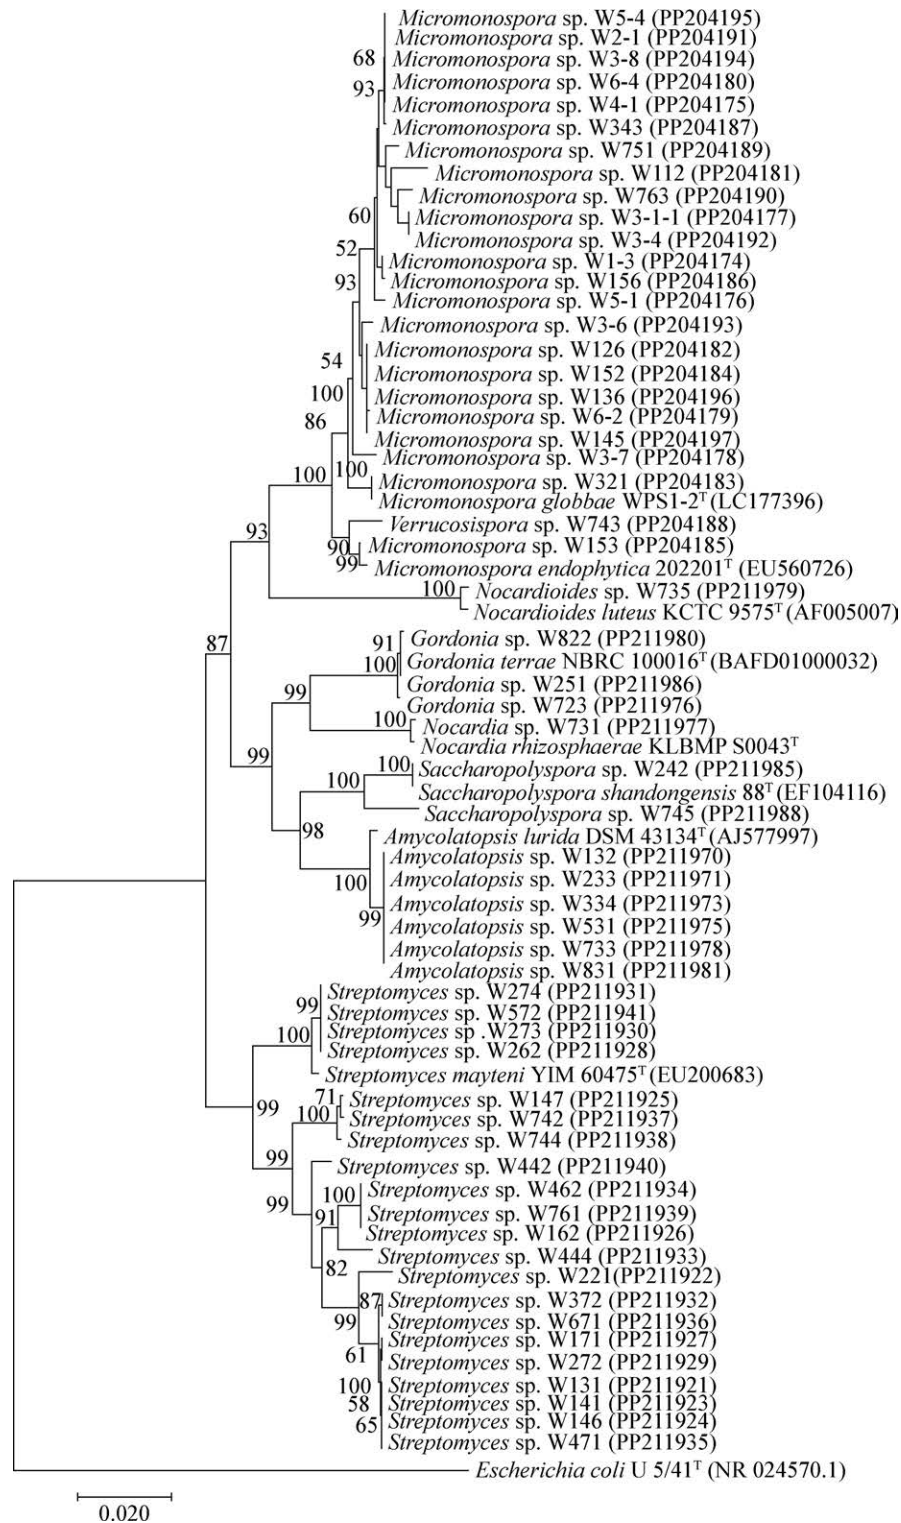 Micromonospora sp. W5-4 (PP204195)
Micromonospora sp. W2-1 (PP204191)
68
Micromonospora sp. W3-8 (PP204194)
Micromonospora sp. W6-4 (PP204180)
93
Micromonospora sp. W4-1 (PP204175)
Micromonospora sp. W343 (PP204187)
Micromonospora sp. W751 (PP204189)
Micromonospora sp. W112 (PP204181)
Micromonospora sp. W763 (PP204190)
60
Micromonospora sp. W3-1-1 (PP204177)
Micromonospora sp. W3-4 (PP204192)
52
Micromonospora sp. W1-3 (PP204174)
93
Micromonospora sp. W156 (PP204186)
Micromonospora sp. W5-1 (PP204176)
Micromonospora sp. W3-6 (PP204193)
Micromonospora sp. W126 (PP204182)
54
Micromonospora sp. W152 (PP204184)
100
Micromonospora sp. W136 (PP204196)
86
Micromonospora sp. W6-2 (PP204179)
Micromonospora sp. W145 (PP204197)
Micromonospora sp. W3-7 (PP204178)
100
100
Micromonospora sp. W321 (PP204183)
Micromonospora globbae WPS1-2ᵀ (LC177396)
Verrucosispora sp. W743 (PP204188)
93
90
Micromonospora sp. W153 (PP204185)
99
Micromonospora endophytica 202201ᵀ (EU560726)
100
Nocardioides sp. W735 (PP211979)
Nocardioides luteus KCTC 9575ᵀ (AF005007)
87
91
Gordonia sp. W822 (PP211980)
100
Gordonia terrae NBRC 100016ᵀ (BAFD01000032)
99
Gordonia sp. W251 (PP211986)
Gordonia sp. W723 (PP211976)
100
Nocardia sp. W731 (PP211977)
Nocardia rhizosphaerae KLBMP S0043ᵀ
99
100
Saccharopolyspora sp. W242 (PP211985)
100
Saccharopolyspora shandongensis 88ᵀ (EF104116)
Saccharopolyspora sp. W745 (PP211988)
98
Amycolatopsis lurida DSM 43134ᵀ (AJ577997)
Amycolatopsis sp. W132 (PP211970)
100
Amycolatopsis sp. W233 (PP211971)
Amycolatopsis sp. W334 (PP211973)
99
Amycolatopsis sp. W531 (PP211975)
Amycolatopsis sp. W733 (PP211978)
Amycolatopsis sp. W831 (PP211981)
Streptomyces sp. W274 (PP211931)
99
Streptomyces sp. W572 (PP211941)
100
Streptomyces sp .W273 (PP211930)
Streptomyces sp. W262 (PP211928)
Streptomyces mayteni YIM 60475ᵀ (EU200683)
71
Streptomyces sp. W147 (PP211925)
99
100
Streptomyces sp. W742 (PP211937)
Streptomyces sp. W744 (PP211938)
99
Streptomyces sp. W442 (PP211940)
100
Streptomyces sp. W462 (PP211934)
99
91
Streptomyces sp. W761 (PP211939)
Streptomyces sp. W162 (PP211926)
Streptomyces sp. W444 (PP211933)
82
Streptomyces sp. W221(PP211922)
87
Streptomyces sp. W372 (PP211932)
99
Streptomyces sp. W671 (PP211936)
Streptomyces sp. W171 (PP211927)
61
Streptomyces sp. W272 (PP211929)
100
Streptomyces sp. W131 (PP211921)
58
Streptomyces sp. W141 (PP211923)
65
Streptomyces sp. W146 (PP211924)
Streptomyces sp. W471 (PP211935)
Escherichia coli U 5/41ᵀ (NR 024570.1)
0.020